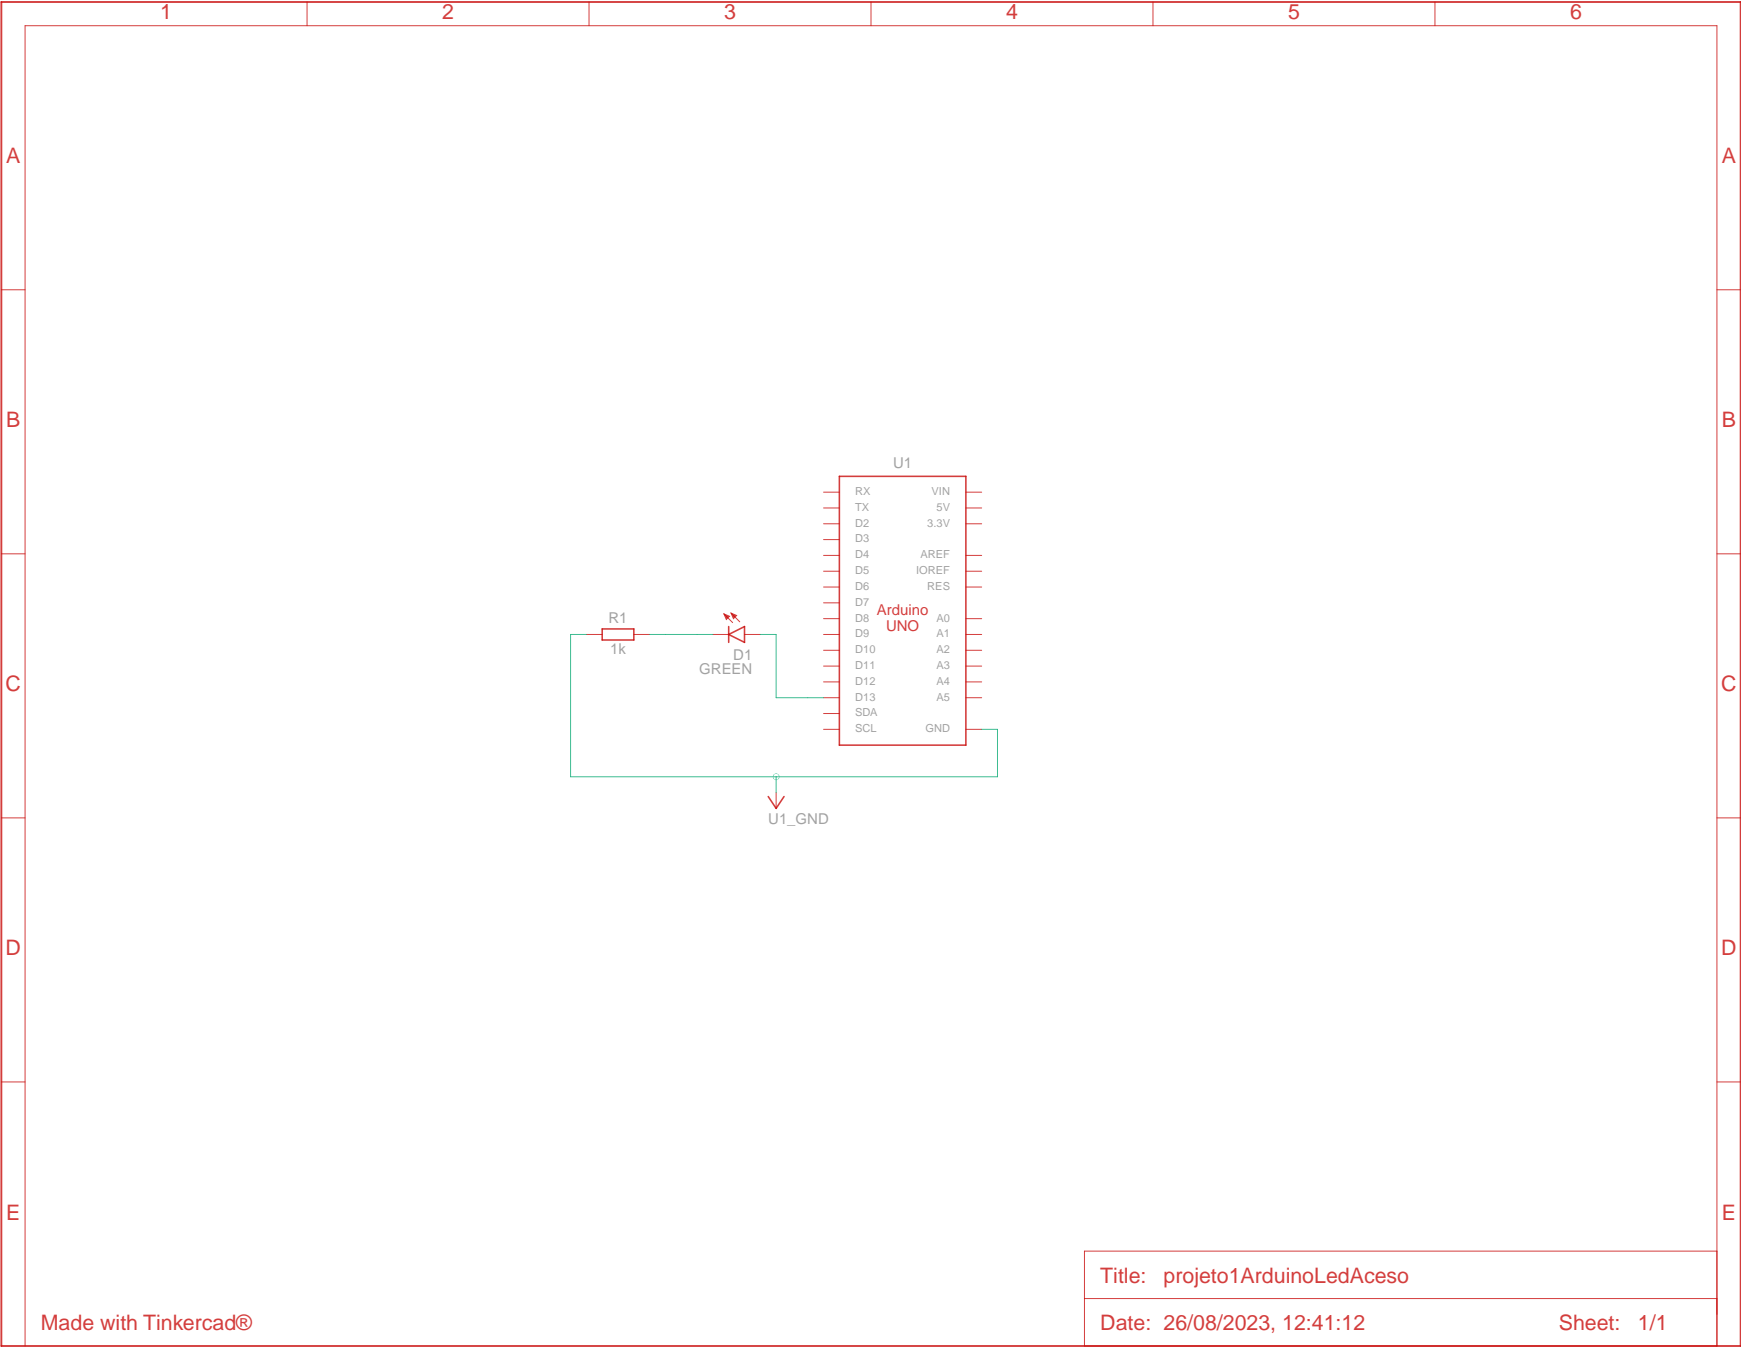 1 2 3 4 5 6
A A
B B
U1
RX VIN
TX 5V
D2 3.3V
D3
D4 AREF
D5 IOREF
D6 RES
D7
Arduino
UNO
D8 A0
D9 A1
D10 A2
D11 A3
D12 A4
D13 A5
SDA
SCL GND
R1
1k
D1
GREEN
C C
U1_GND
D D
E E
Title: projeto1ArduinoLedAceso
Made with Tinkercad®
Date: 26/08/2023, 12:41:12 Sheet: 1/1